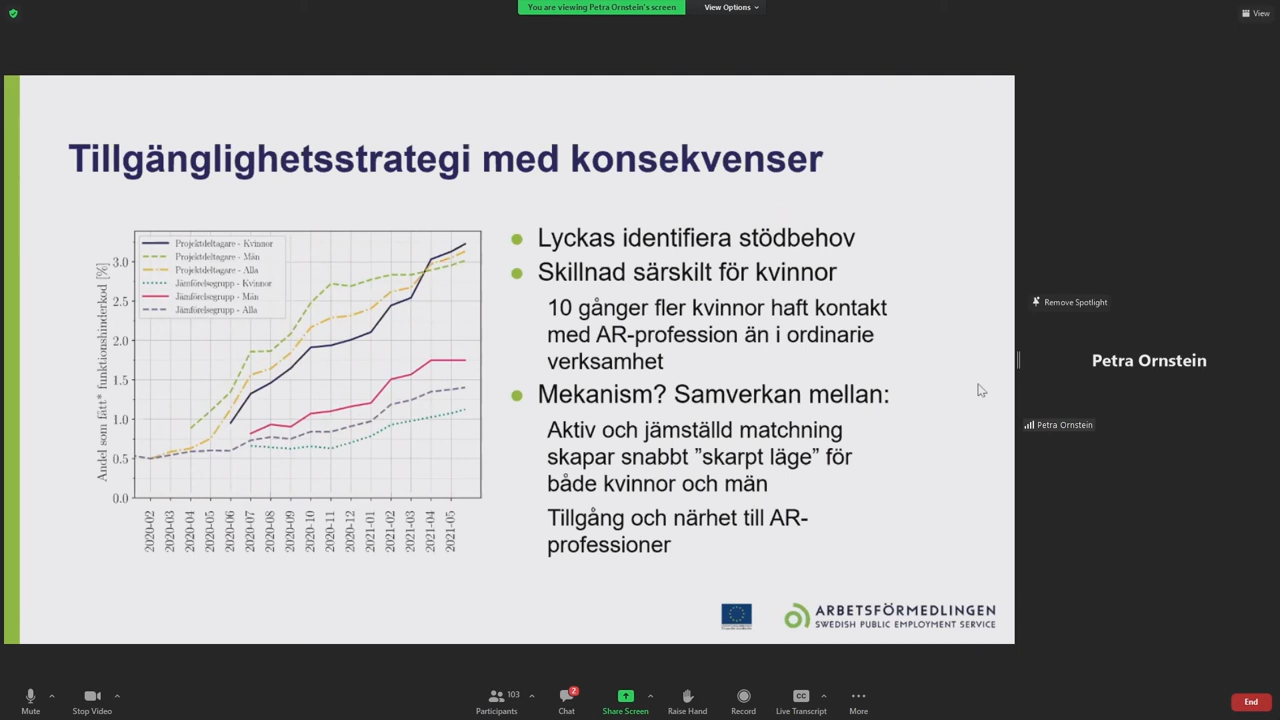 You are viewing Petra Ornstein's screen
View Options
View
Tillgänglighetsstrategi med konsekvenser
Andel som fått* funktionshinderkod [%]
3.0
2.5
2.0
1.5
1.0
0.5
0.0
Projektdeltagare - Kvinnor
Projektdeltagare - Män
Projektdeltagare - Alla
Jämförelsegrupp - Kvinnor
Jämförelsegrupp - Män
Jämförelsegrupp - Alla
2020-02
2020-03
2020-04
2020-05
2020-06
2020-07
2020-08
2020-09
2020-10
2020-11
2020-12
2021-01
2021-02
2021-03
2021-04
2021-05
Lyckas identifiera stödbehov
Skillnad särskilt för kvinnor
10 gånger fler kvinnor haft kontakt
med AR-profession än i ordinarie
verksamhet
Mekanism? Samverkan mellan:
Aktiv och jämställd matchning
skapar snabbt ”skarpt läge” för
både kvinnor och män
Tillgång och närhet till AR-
professioner
ARBETSFÖRMEDLINGEN
SWEDISH PUBLIC EMPLOYMENT SERVICE
Remove Spotlight
Petra Ornstein
Petra Ornstein
Mute
Stop Video
103
Participants
2
Chat
Share Screen
Raise Hand
Record
CC
Live Transcript
More
End